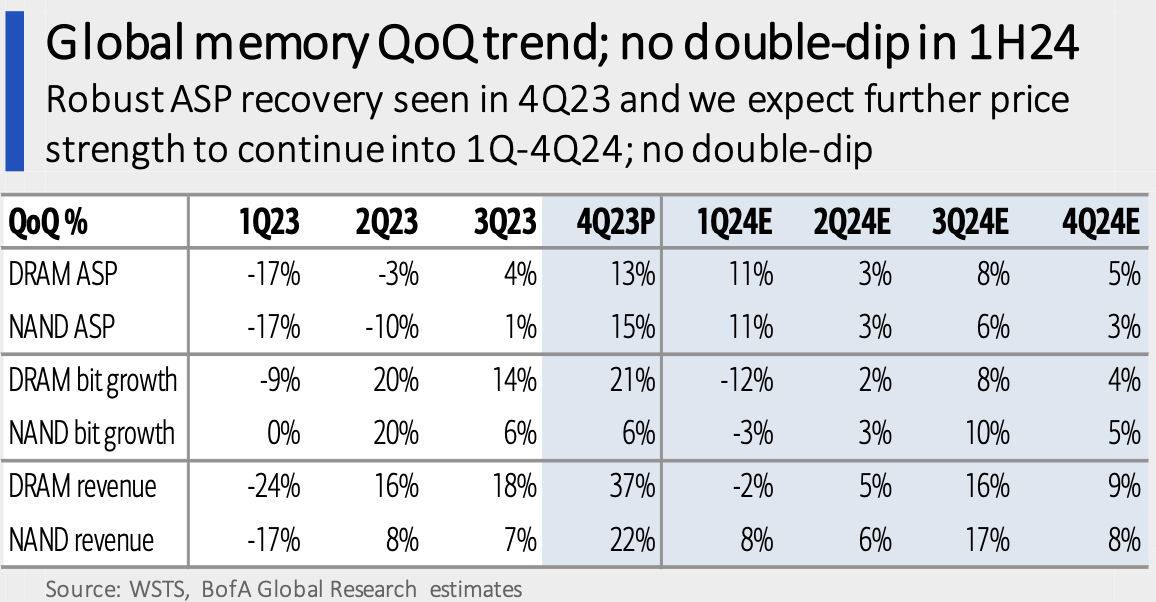 Global memory QoQ trend; no double-dip in 1H24
Robust ASP recovery seen in 4Q23 and we expect further price
strength to continue into 1Q-4Q24; no double-dip
QoQ % 1Q23 2Q23 3Q23 4Q23P 1Q24E 2Q24E 3Q24E 4Q24E
DRAM ASP -17% -3% 4% 13% 11% 3% 8% 5%
NAND ASP -17% -10% 1% 15% 11% 3% 6% 3%
DRAM bit growth -9% 20% 14% 21% -12% 2% 8% 4%
NAND bit growth 0% 20% 6% 6% -3% 3% 10% 5%
DRAM revenue -24% 16% 18% 37% -2% 5% 16% 9%
NAND revenue -17% 8% 7% 22% 8% 6% 17% 8%
Source: WSTS, BofA Global Research estimates